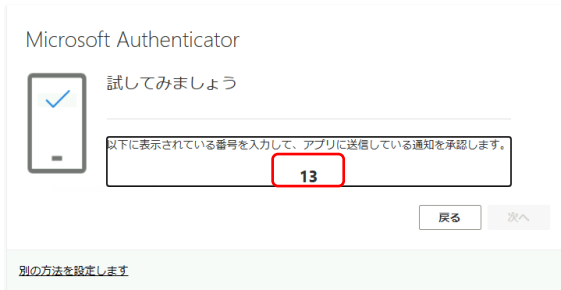 Microsoft Authenticator
試してみましょう
以下に表示されている番号を入力して、アプリに送信している通知を承認します。
13
戻る
次へ
別の方法を設定します